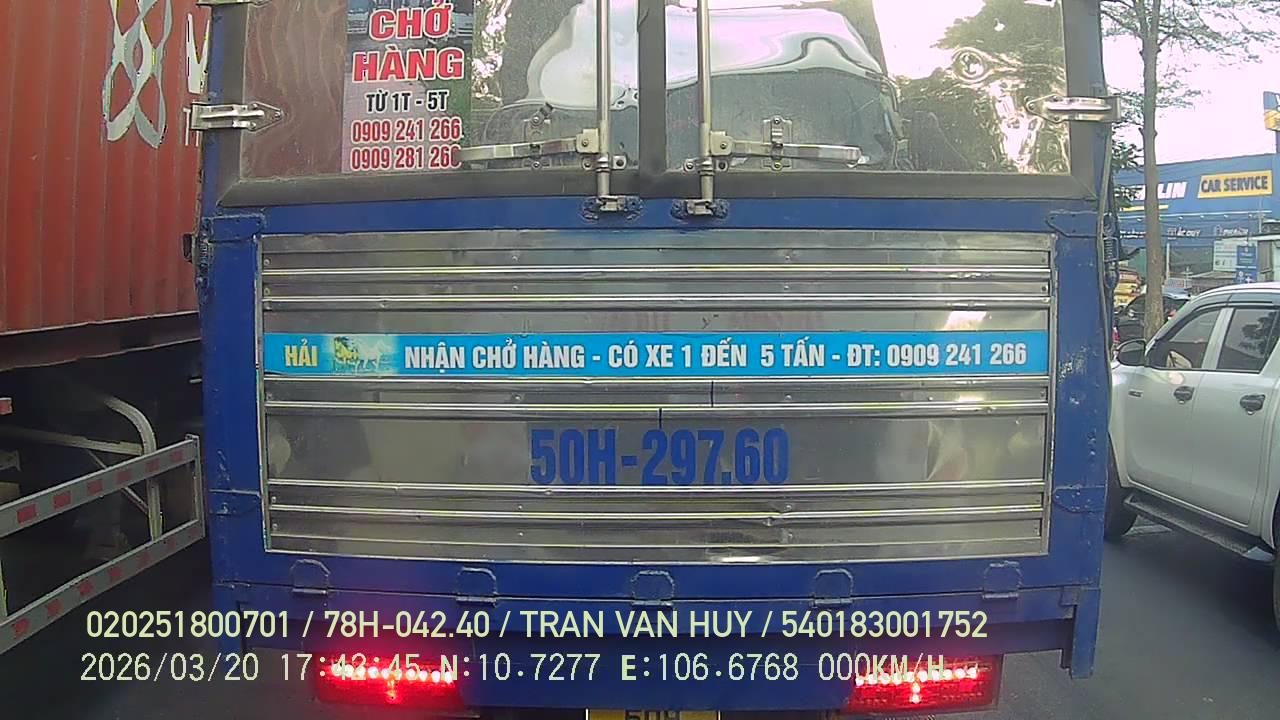 CHỞ
HÀNG
TỪ 1T - 5T
0909 241 266
0909 281 266
LIN
CAR SERVICE
HẢI NHẬN CHỞ HÀNG - CÓ XE 1 ĐẾN 5 TẤN - ĐT: 0909 241 266
50H-297.60
020251800701 / 78H-042.40 / TRAN VAN HUY / 540183001752
2026/03/20 17:42:45 N:10.7277 E:106.6768 000KM/H
50H